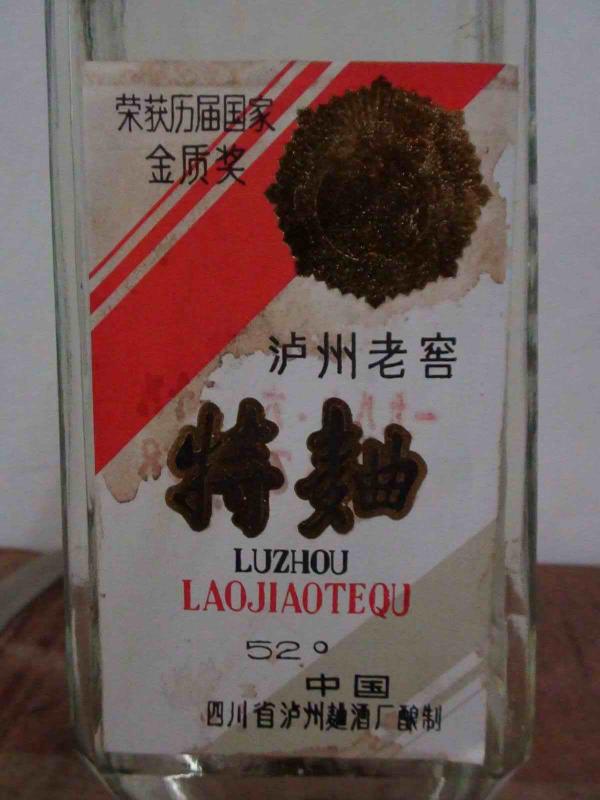 荣获历届国家
金质奖
泸州老窖
特麯
LUZHOU
LAOJIAOTEQU
52°
中国
四川省泸州麯酒厂酿制